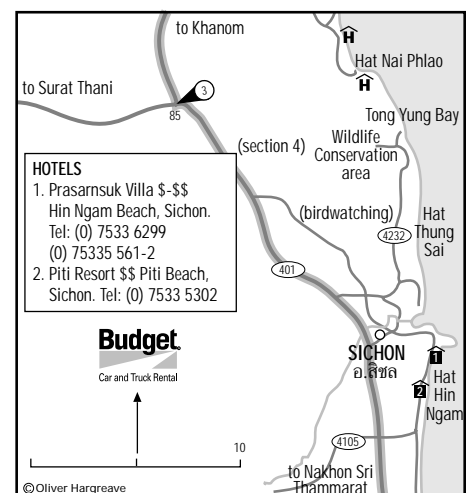 to Khanom
H
Hat Nai Phlao
H
to Surat Thani
3
85
Tong Yung Bay
(section 4)
Wildlife
Conservation
area
HOTELS
1. Prasarnsuk Villa $-$$
Hin Ngam Beach, Sichon.
Tel: (0) 7533 6299
(0) 75335 561-2
2. Piti Resort $$ Piti Beach,
Sichon. Tel: (0) 7533 5302
(birdwatching)
4232
Hat
Thung
Sai
401
Budget
Car and Truck Rental
SICHON
อ.สิชล
1
2
Hat
Hin
Ngam
10
4105
to Nakhon Sri
Thammarat
©Oliver Hargreave